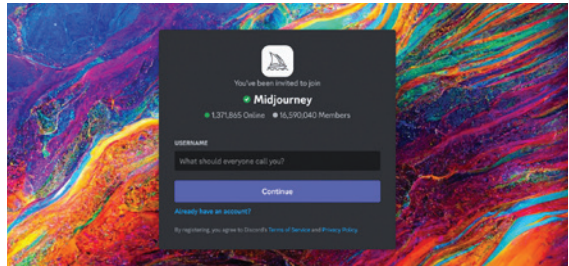 You've been invited to join
Midjourney
1,371,865 Online 16,590,040 Members
USERNAME
What should everyone call you?
Continue
Already have an account?
By registering, you agree to Discord's Terms of Service and Privacy Policy.